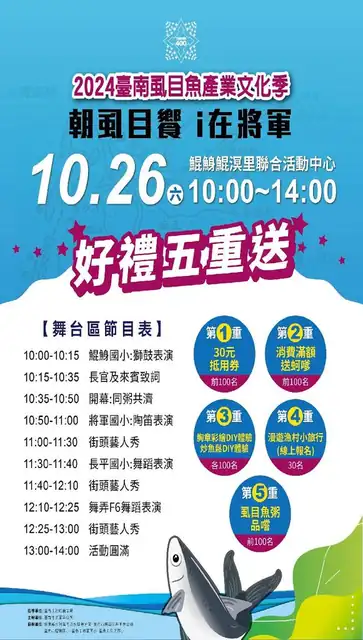 400
2024臺南虱目魚產業文化季
朝虱目饗 i在將軍
10.26
六
鯤鯓鯤溟里聯合活動中心
10:00~14:00
好禮五重送
【舞台區節目表】
10:00-10:15 鯤鯓國小:獅鼓表演
10:15-10:35 長官及來賓致詞
10:35-10:50 開幕:同粥共濟
10:50-11:00 將軍國小:陶笛表演
11:00-11:30 街頭藝人秀
11:30-11:40 長平國小:舞蹈表演
11:40-12:10 街頭藝人秀
12:10-12:25 舞弄F6舞蹈表演
12:25-13:00 街頭藝人秀
13:00-14:00 活動圓滿
第1重
30元
抵用券
前100名
第2重
消費滿額
送蚵嗲
前100名
第3重
胸章彩繪DIY體驗
炒魚鬆DIY體驗
各100名
第4重
漫遊漁村小旅行
(線上報名)
30名
第5重
虱目魚粥
品嚐
前100名